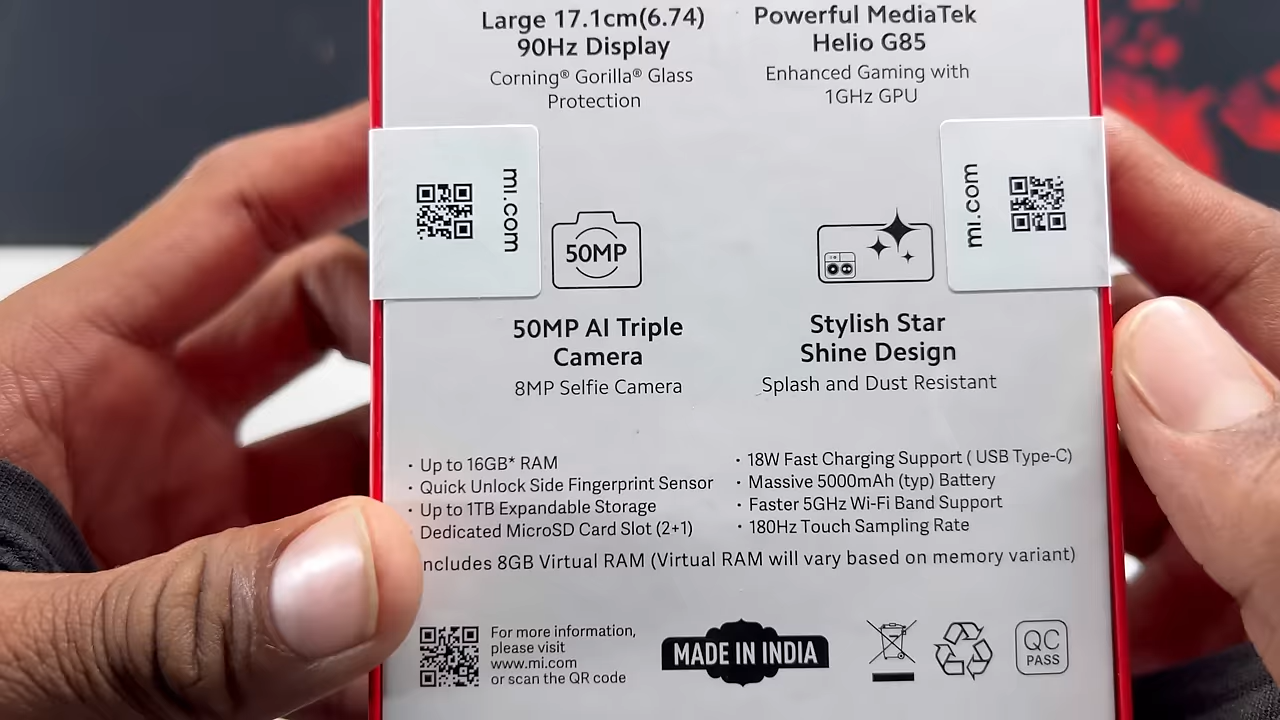 Large 17.1cm(6.74)
90Hz Display
Corning® Gorilla® Glass
Protection
Powerful MediaTek
Helio G85
Enhanced Gaming with
1GHz GPU
mi.com
mi.com
50MP
50MP AI Triple
Camera
8MP Selfie Camera
Stylish Star
Shine Design
Splash and Dust Resistant
· Up to 16GB* RAM
· Quick Unlock Side Fingerprint Sensor
· Up to 1TB Expandable Storage
Dedicated MicroSD Card Slot (2+1)
· 18W Fast Charging Support ( USB Type-C)
· Massive 5000mAh (typ) Battery
· Faster 5GHz Wi-Fi Band Support
· 180Hz Touch Sampling Rate
ncludes 8GB Virtual RAM (Virtual RAM will vary based on memory variant)
For more information,
please visit
www.mi.com
or scan the QR code
MADE IN INDIA
QC
PASS